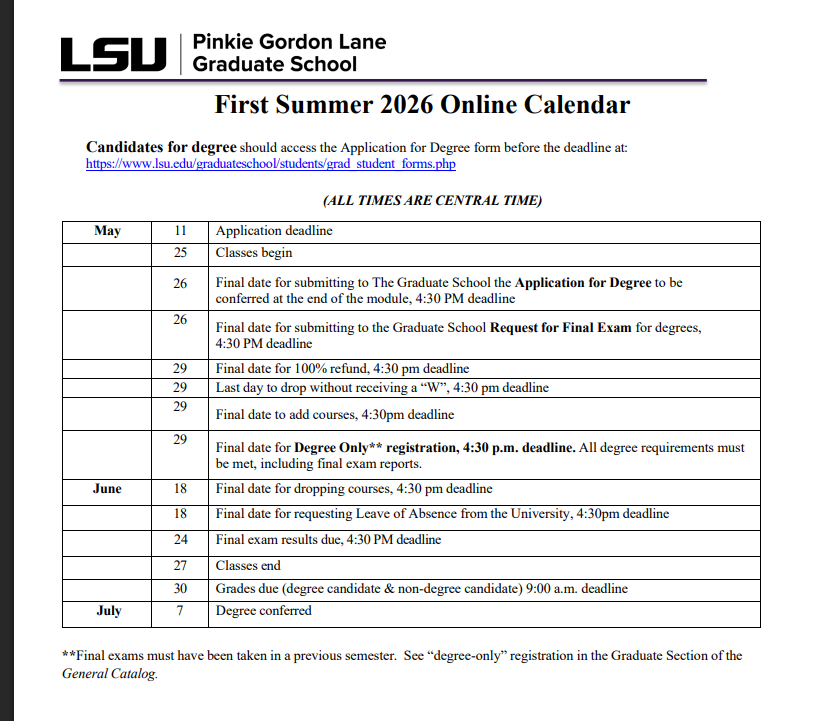 LSU
Pinkie Gordon Lane
Graduate School
First Summer 2026 Online Calendar
Candidates for degree should access the Application for Degree form before the deadline at:
https://www.lsu.edu/graduateschool/students/grad_student_forms.php
(ALL TIMES ARE CENTRAL TIME)
May 11 Application deadline
25 Classes begin
26 Final date for submitting to The Graduate School the Application for Degree to be
conferred at the end of the module, 4:30 PM deadline
26 Final date for submitting to the Graduate School Request for Final Exam for degrees,
4:30 PM deadline
29 Final date for 100% refund, 4:30 pm deadline
29 Last day to drop without receiving a “W”, 4:30 pm deadline
29 Final date to add courses, 4:30pm deadline
29 Final date for Degree Only** registration, 4:30 p.m. deadline. All degree requirements must
be met, including final exam reports.
June 18 Final date for dropping courses, 4:30 pm deadline
18 Final date for requesting Leave of Absence from the University, 4:30pm deadline
24 Final exam results due, 4:30 PM deadline
27 Classes end
30 Grades due (degree candidate & non-degree candidate) 9:00 a.m. deadline
July 7 Degree conferred
**Final exams must have been taken in a previous semester. See “degree-only” registration in the Graduate Section of the
General Catalog.